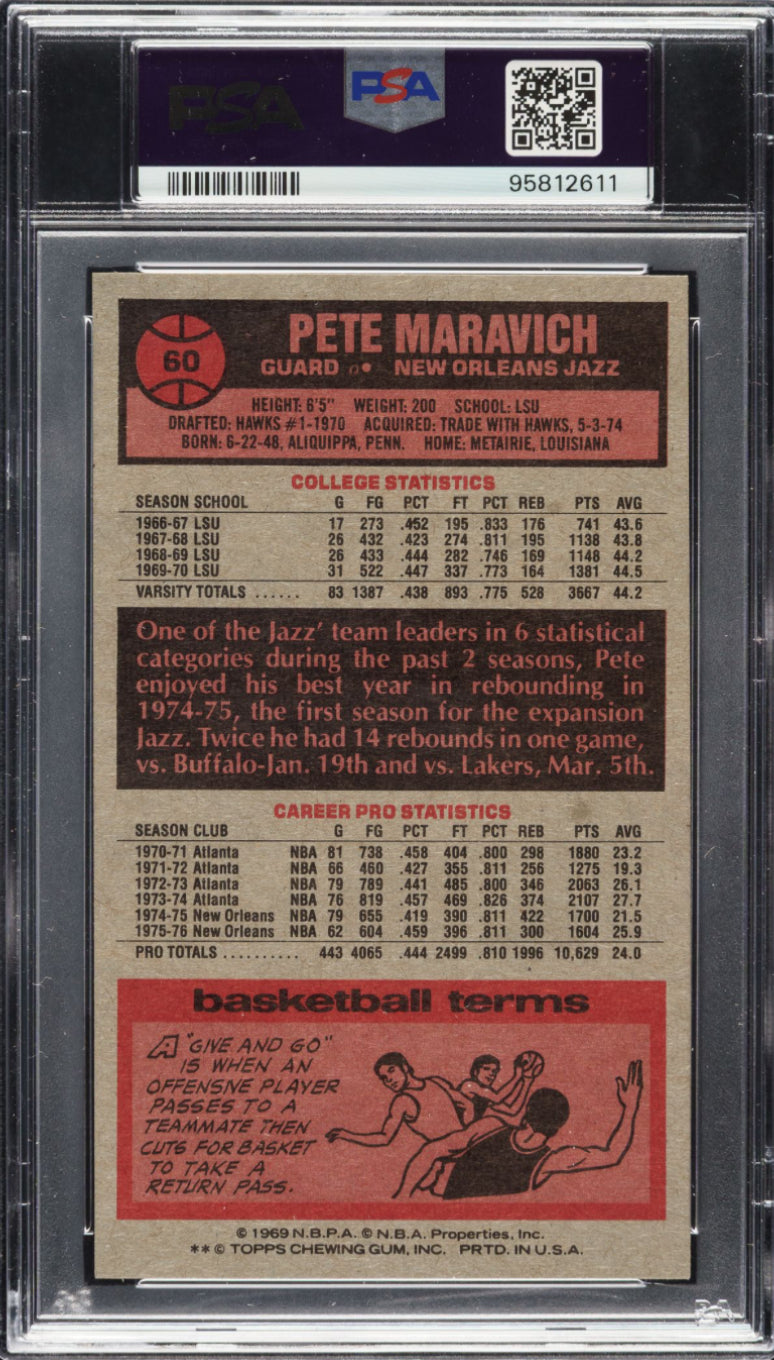 PSA PSA
95812611
60
PETE MARAVICH
GUARD • NEW ORLEANS JAZZ
HEIGHT: 6'5" WEIGHT: 200 SCHOOL: LSU
DRAFTED: HAWKS #1-1970 ACQUIRED: TRADE WITH HAWKS, 5-3-74
BORN: 6-22-48, ALIQUIPPA, PENN. HOME: METAIRIE, LOUISIANA
COLLEGE STATISTICS
SEASON SCHOOL G FG PCT FT PCT REB PTS AVG
1966-67 LSU 17 273 .452 195 .833 176 741 43.6
1967-68 LSU 26 432 .423 274 .811 195 1138 43.8
1968-69 LSU 26 433 .444 282 .746 169 1148 44.2
1969-70 LSU 31 522 .447 337 .773 164 1381 44.5
VARSITY TOTALS ...... 83 1387 .438 893 .775 528 3667 44.2
One of the Jazz' team leaders in 6 statistical
categories during the past 2 seasons, Pete
enjoyed his best year in rebounding in
1974-75, the first season for the expansion
Jazz. Twice he had 14 rebounds in one game,
vs. Buffalo-Jan. 19th and vs. Lakers, Mar. 5th.
CAREER PRO STATISTICS
SEASON CLUB G FG PCT FT PCT REB PTS AVG
1970-71 Atlanta NBA 81 738 .458 404 .800 298 1880 23.2
1971-72 Atlanta NBA 66 460 .427 355 .811 256 1275 19.3
1972-73 Atlanta NBA 79 789 .441 485 .800 346 2063 26.1
1973-74 Atlanta NBA 76 819 .457 469 .826 374 2107 27.7
1974-75 New Orleans NBA 79 655 .419 390 .811 422 1700 21.5
1975-76 New Orleans NBA 62 604 .459 396 .811 300 1604 25.9
PRO TOTALS .......... 443 4065 .444 2499 .810 1996 10,629 24.0
basketball terms
A "GIVE AND GO"
IS WHEN AN
OFFENSIVE PLAYER
PASSES TO A
TEAMMATE THEN
CUTS FOR BASKET
TO TAKE A
RETURN PASS.
© 1969 N.B.P.A. © N.B.A. Properties, Inc.
** © TOPPS CHEWING GUM, INC. PRTD. IN U.S.A.